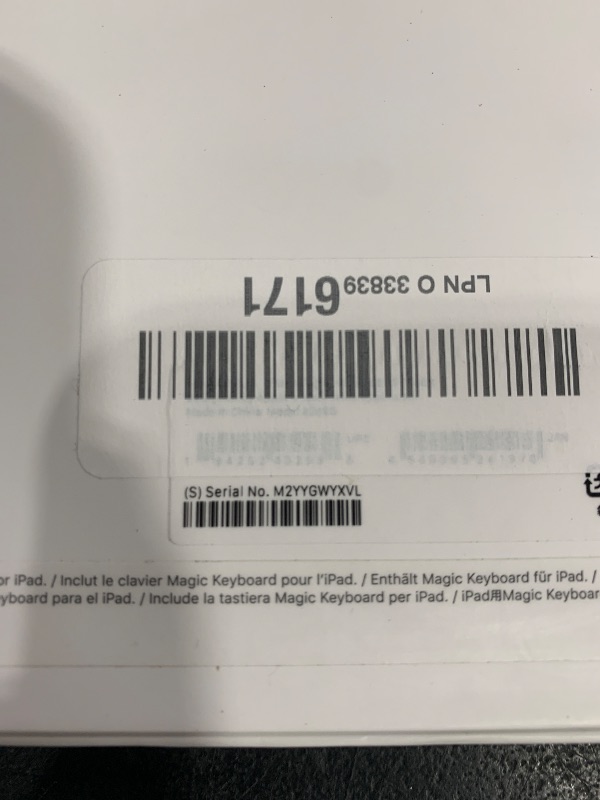 LPN O 338396171
(S) Serial No. M2YYGWYXVL
or iPad. / Inclut le clavier Magic Keyboard pour l'iPad. / Enthält Magic Keyboard für iPad. /
yboard para el iPad. / Include la tastiera Magic Keyboard per iPad. / iPad用Magic Keyboar